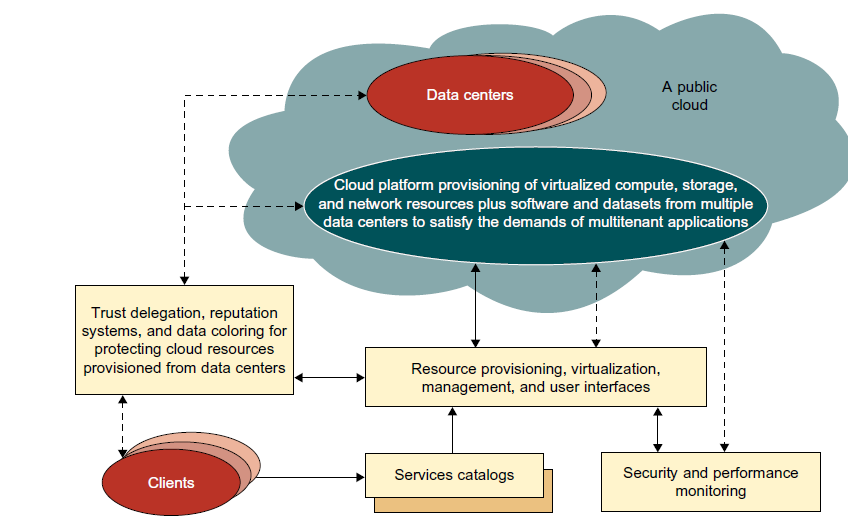 Data centers
A public
cloud
Cloud platform provisioning of virtualized compute, storage,
and network resources plus software and datasets from multiple
data centers to satisfy the demands of multitenant applications
Trust delegation, reputation
systems, and data coloring for
protecting cloud resources
provisioned from data centers
Resource provisioning, virtualization,
management, and user interfaces
Clients
Services catalogs
Security and performance
monitoring